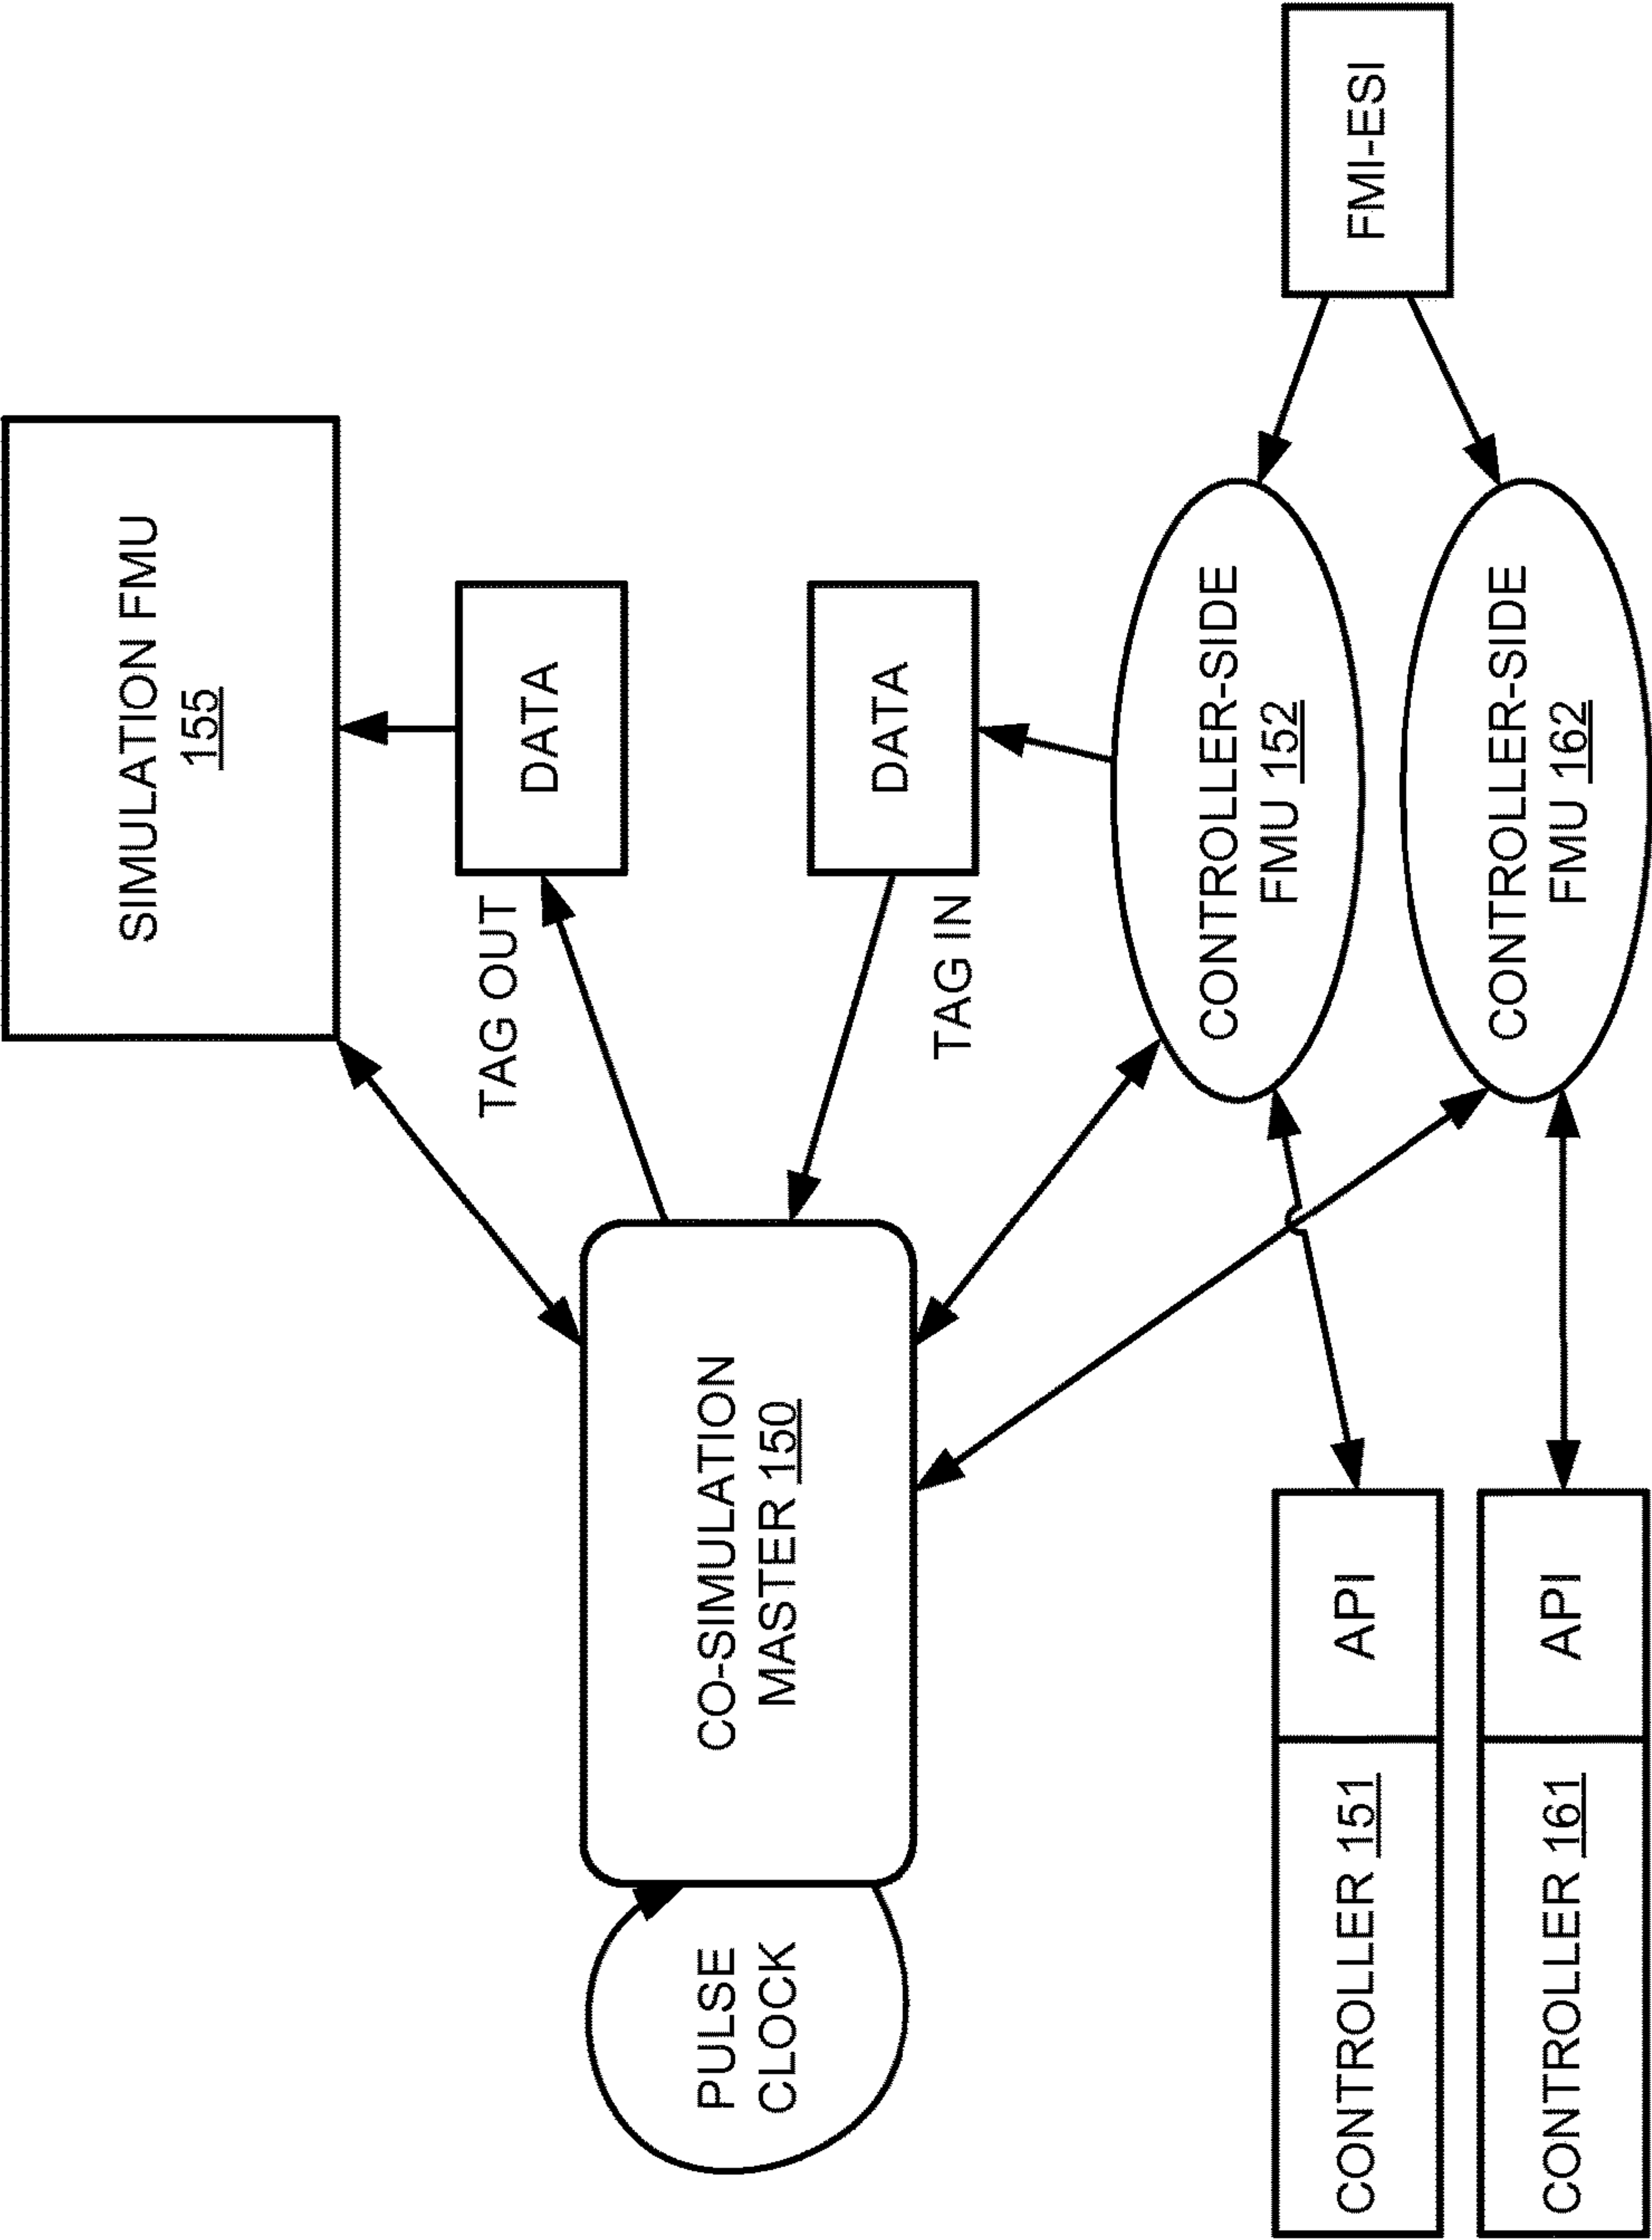 SIMULATION FMU
155
DATA
TAG OUT
DATA
TAG IN
CO-SIMULATION
MASTER 150
PULSE
CLOCK
CONTROLLER-SIDE
FMU 152
CONTROLLER-SIDE
FMU 162
FMI-ESI
CONTROLLER 151
API
CONTROLLER 161
API